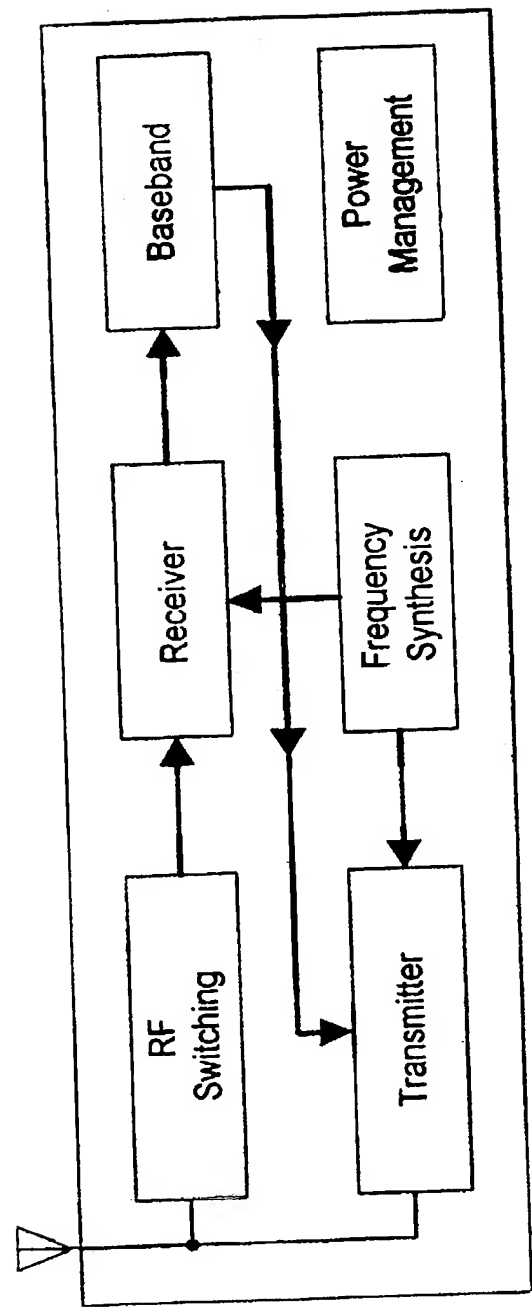 RF
Switching
Receiver
Baseband
Transmitter
Frequency
Synthesis
Power
Management